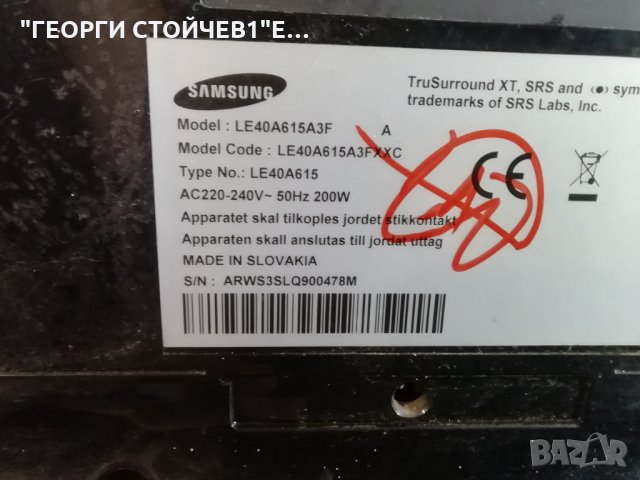 "ГЕОРГИ СТОЙЧЕВ1"Е...
SAMSUNG
TruSurround XT, SRS and (●) sym
trademarks of SRS Labs, Inc.
Model : LE40A615A3F A
Model Code : LE40A615A3FXXC
Type No.: LE40A615
AC220-240V~ 50Hz 200W
Apparatet skal tilkoples jordet stikkontakt
Apparaten skall anslutas till jordat uttag
MADE IN SLOVAKIA
S/N : ARWS3SLQ900478M
CE
BAZAR